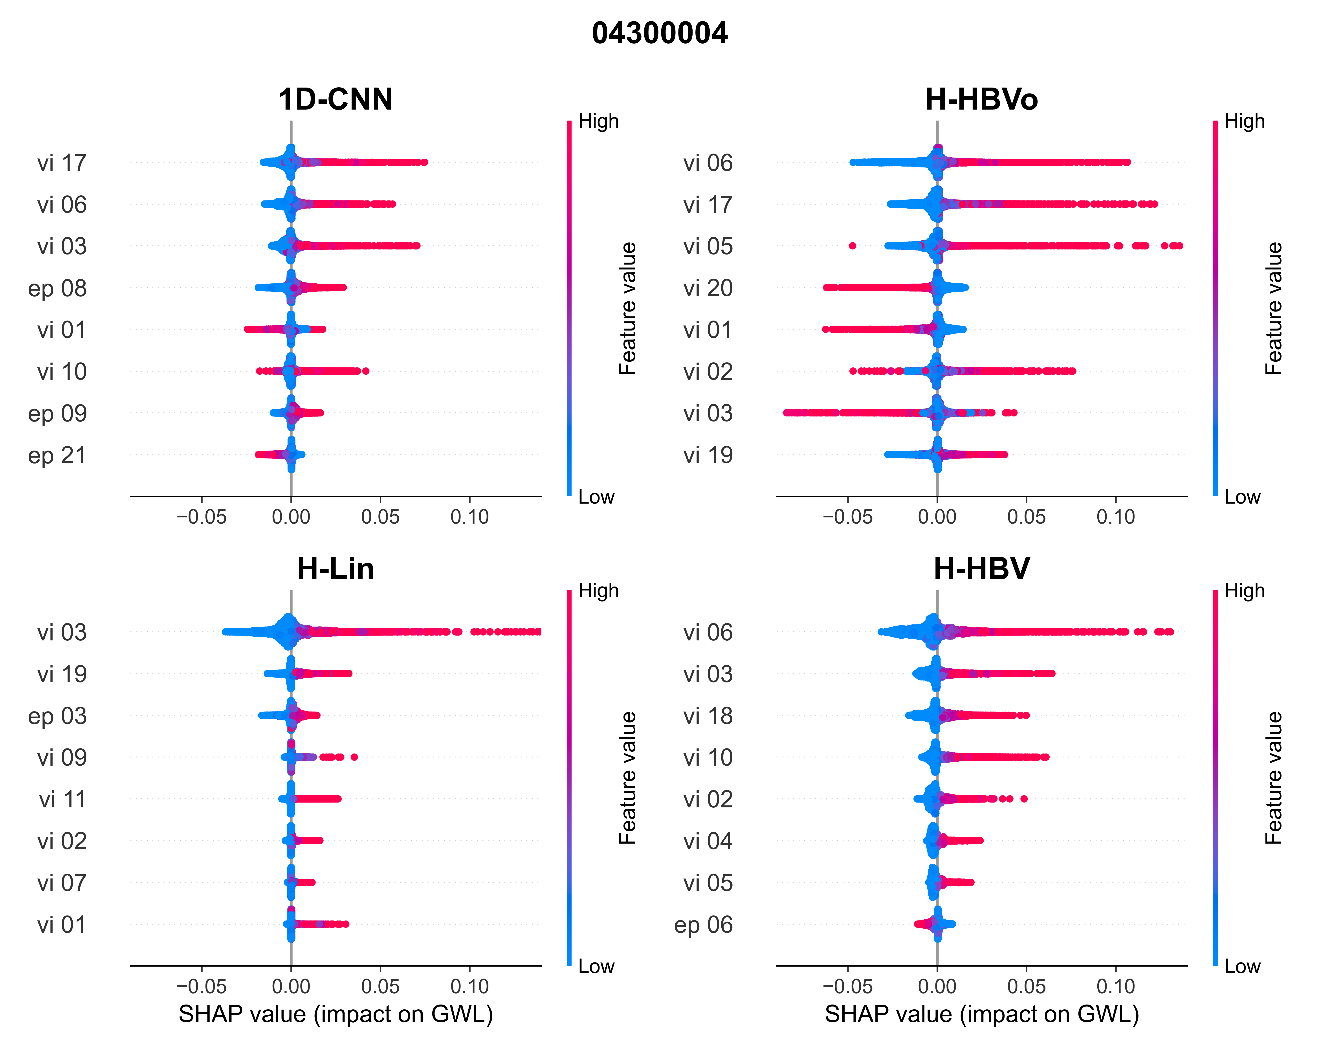 04300004
1D-CNN
High
vi 17
vi 06
vi 03
ep 08
vi 01
vi 10
ep 09
ep 21
Feature value
Low
−0.05 0.00 0.05 0.10
H-HBVo
High
vi 06
vi 17
vi 05
vi 20
vi 01
vi 02
vi 03
vi 19
Feature value
Low
−0.05 0.00 0.05 0.10
H-Lin
High
vi 03
vi 19
ep 03
vi 09
vi 11
vi 02
vi 07
vi 01
Feature value
Low
−0.05 0.00 0.05 0.10
SHAP value (impact on GWL)
H-HBV
High
vi 06
vi 03
vi 18
vi 10
vi 02
vi 04
vi 05
ep 06
Feature value
Low
−0.05 0.00 0.05 0.10
SHAP value (impact on GWL)